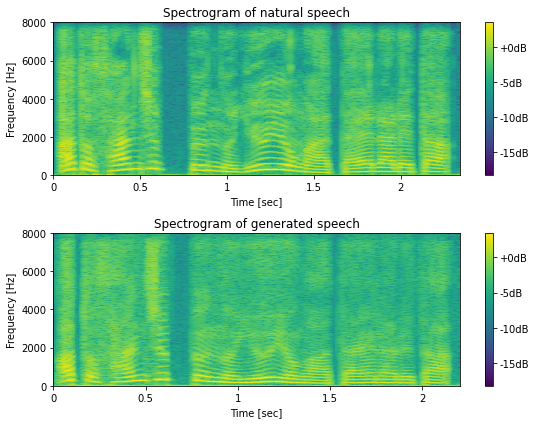 Spectrogram of natural speech
8000
6000
4000
2000
0
Frequency [Hz]
0 0.5 1 1.5 2
Time [sec]
+0dB
-5dB
-10dB
-15dB
Spectrogram of generated speech
8000
6000
4000
2000
0
Frequency [Hz]
0 0.5 1 1.5 2
Time [sec]
+0dB
-5dB
-10dB
-15dB